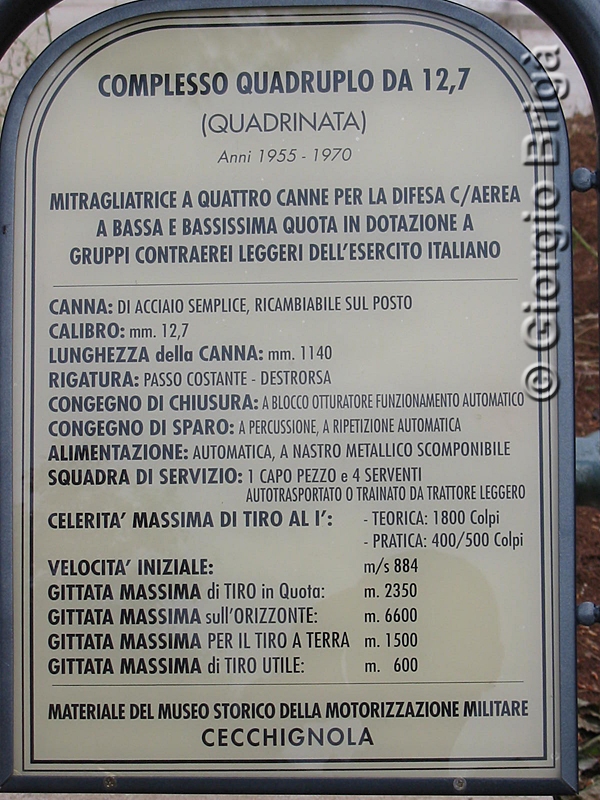 COMPLESSO QUADRUPLO DA 12,7
(QUADRINATA)
Anni 1955 - 1970
MITRAGLIATRICE A QUATTRO CANNE PER LA DIFESA C/AEREA
A BASSA E BASSISSIMA QUOTA IN DOTAZIONE A
GRUPPI CONTRAEREI LEGGERI DELL'ESERCITO ITALIANO
CANNA: DI ACCIAIO SEMPLICE, RICAMBIABILE SUL POSTO
CALIBRO: mm. 12,7
LUNGHEZZA della CANNA: mm. 1140
RIGATURA: PASSO COSTANTE - DESTRORSA
CONGEGNO DI CHIUSURA: A BLOCCO OTTURATORE FUNZIONAMENTO AUTOMATICO
CONGEGNO DI SPARO: A PERCUSSIONE, A RIPETIZIONE AUTOMATICA
ALIMENTAZIONE: AUTOMATICA, A NASTRO METALLICO SCOMPONIBILE
SQUADRA DI SERVIZIO: 1 CAPO PEZZO e 4 SERVENTI
AUTOTRASPORTATO O TRAINATO DA TRATTORE LEGGERO
CELERITA' MASSIMA DI TIRO AL I': - TEORICA: 1800 Colpi
- PRATICA: 400/500 Colpi
VELOCITA' INIZIALE: m/s 884
GITTATA MASSIMA di TIRO in Quota: m. 2350
GITTATA MASSIMA sull'ORIZZONTE: m. 6600
GITTATA MASSIMA PER IL TIRO A TERRA m. 1500
GITTATA MASSIMA di TIRO UTILE: m. 600
MATERIALE DEL MUSEO STORICO DELLA MOTORIZZAZIONE MILITARE
CECCHIGNOLA
© Giorgio Brigà